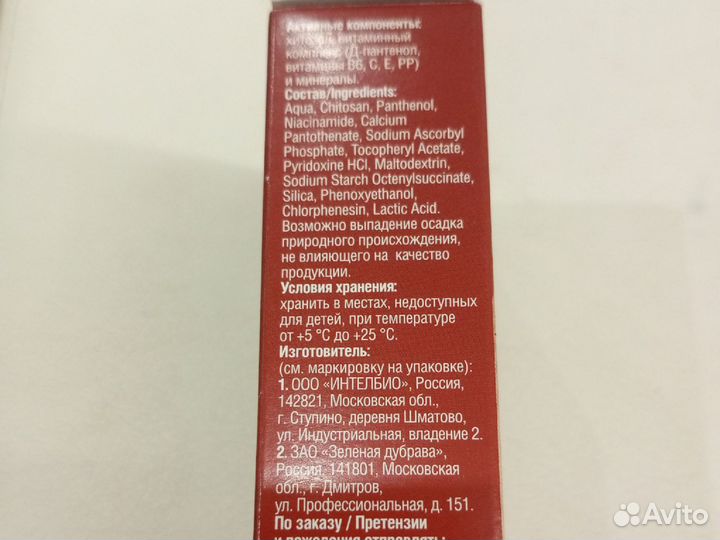 Активные компоненты:
хитозан, витаминный
комплекс (Д-пантенол,
витамины B6, C, E, PP)
и минералы.
Состав/Ingredients:
Aqua, Chitosan, Panthenol,
Niacinamide, Calcium
Pantothenate, Sodium Ascorbyl
Phosphate, Tocopheryl Acetate,
Pyridoxine HCl, Maltodextrin,
Sodium Starch Octenylsuccinate,
Silica, Phenoxyethanol,
Chlorphenesin, Lactic Acid.
Возможно выпадение осадка
природного происхождения,
не влияющего на качество
продукции.
Условия хранения:
хранить в местах, недоступных
для детей, при температуре
от +5 °С до +25 °С.
Изготовитель:
(см. маркировку на упаковке):
1. ООО «ИНТЕЛБИО», Россия,
142821, Московская обл.,
г. Ступино, деревня Шматово,
ул. Индустриальная, владение 2.
2. ЗАО «Зеленая дубрава»,
Россия, 141801, Московская
обл., г. Дмитров,
ул. Профессиональная, д. 151.
По заказу / Претензии
и пожелания отправлять:
Avito